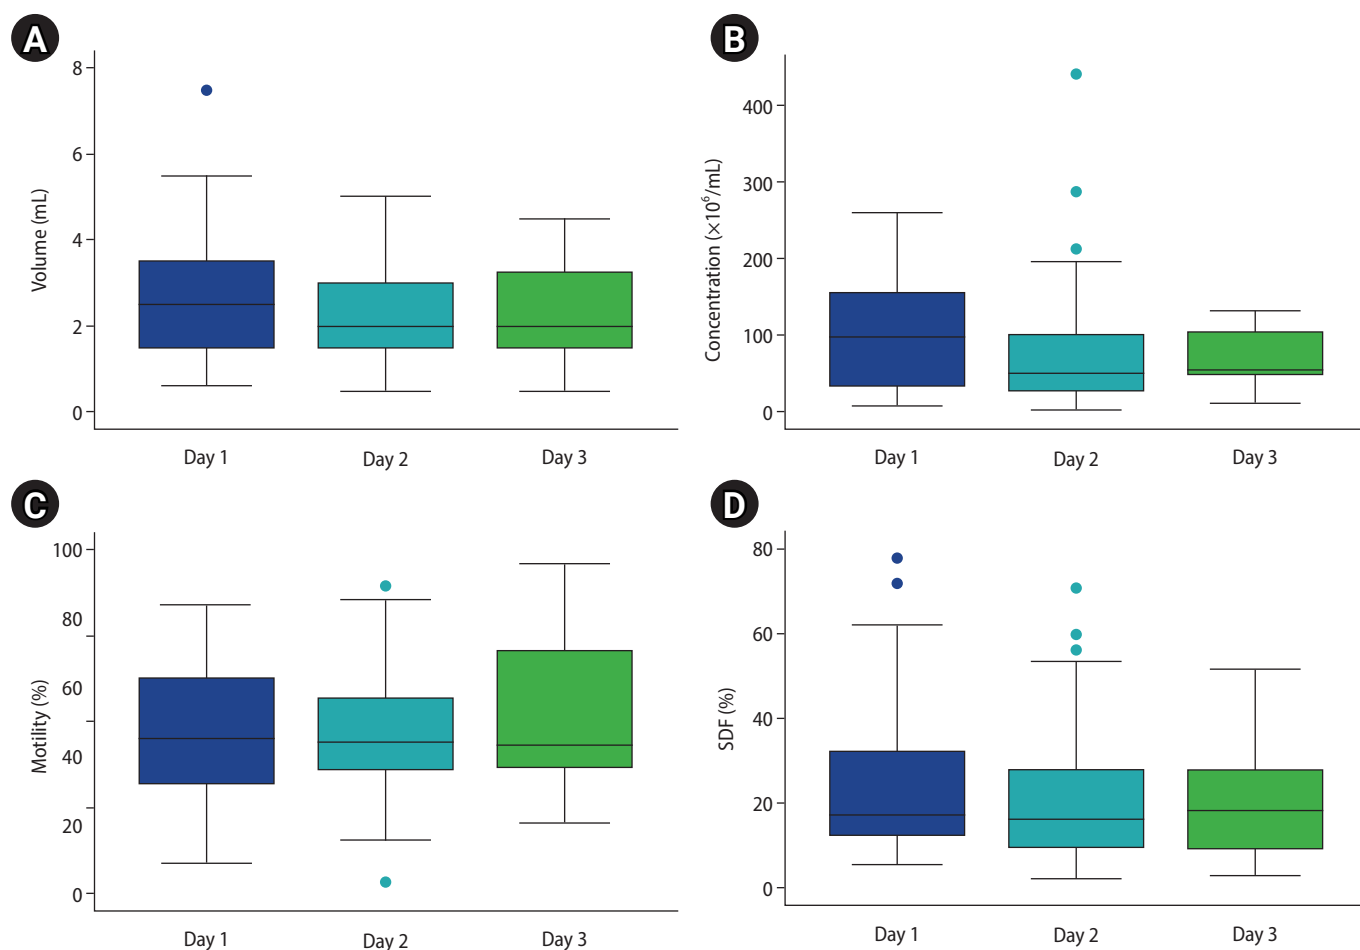 A
Volume (mL)
8
6
4
2
0
Day 1
Day 2
Day 3
B
Concentration (×10⁶/mL)
400
300
200
100
0
Day 1
Day 2
Day 3
C
Motility (%)
100
80
60
40
20
0
Day 1
Day 2
Day 3
D
SDF (%)
80
60
40
20
0
Day 1
Day 2
Day 3